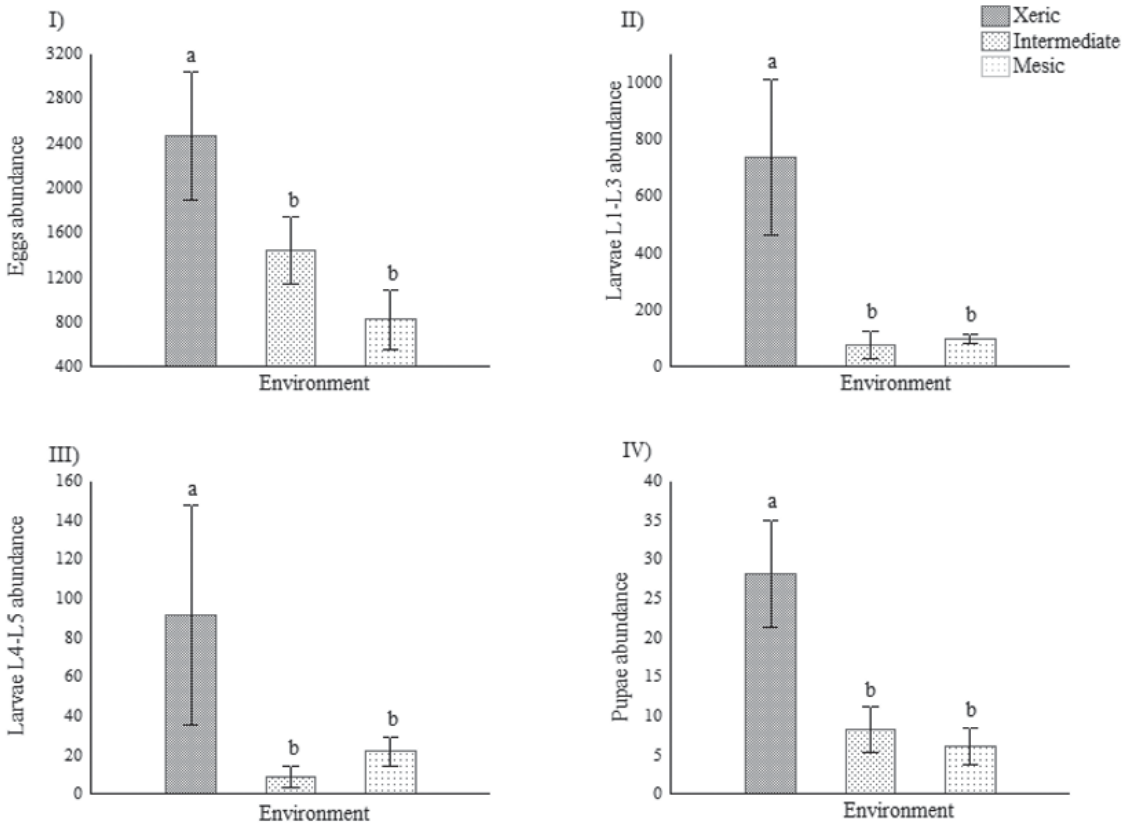 I)
a
b
b
3200
2800
2400
2000
1600
1200
800
400
Eggs abundance
Environment
II)
a
b
b
1000
800
600
400
200
0
Larvae L1-L3 abundance
Environment
Xeric
Intermediate
Mesic
III)
a
b
b
160
140
120
100
80
60
40
20
0
Larvae L4-L5 abundance
Environment
IV)
a
b
b
40
35
30
25
20
15
10
5
0
Pupae abundance
Environment